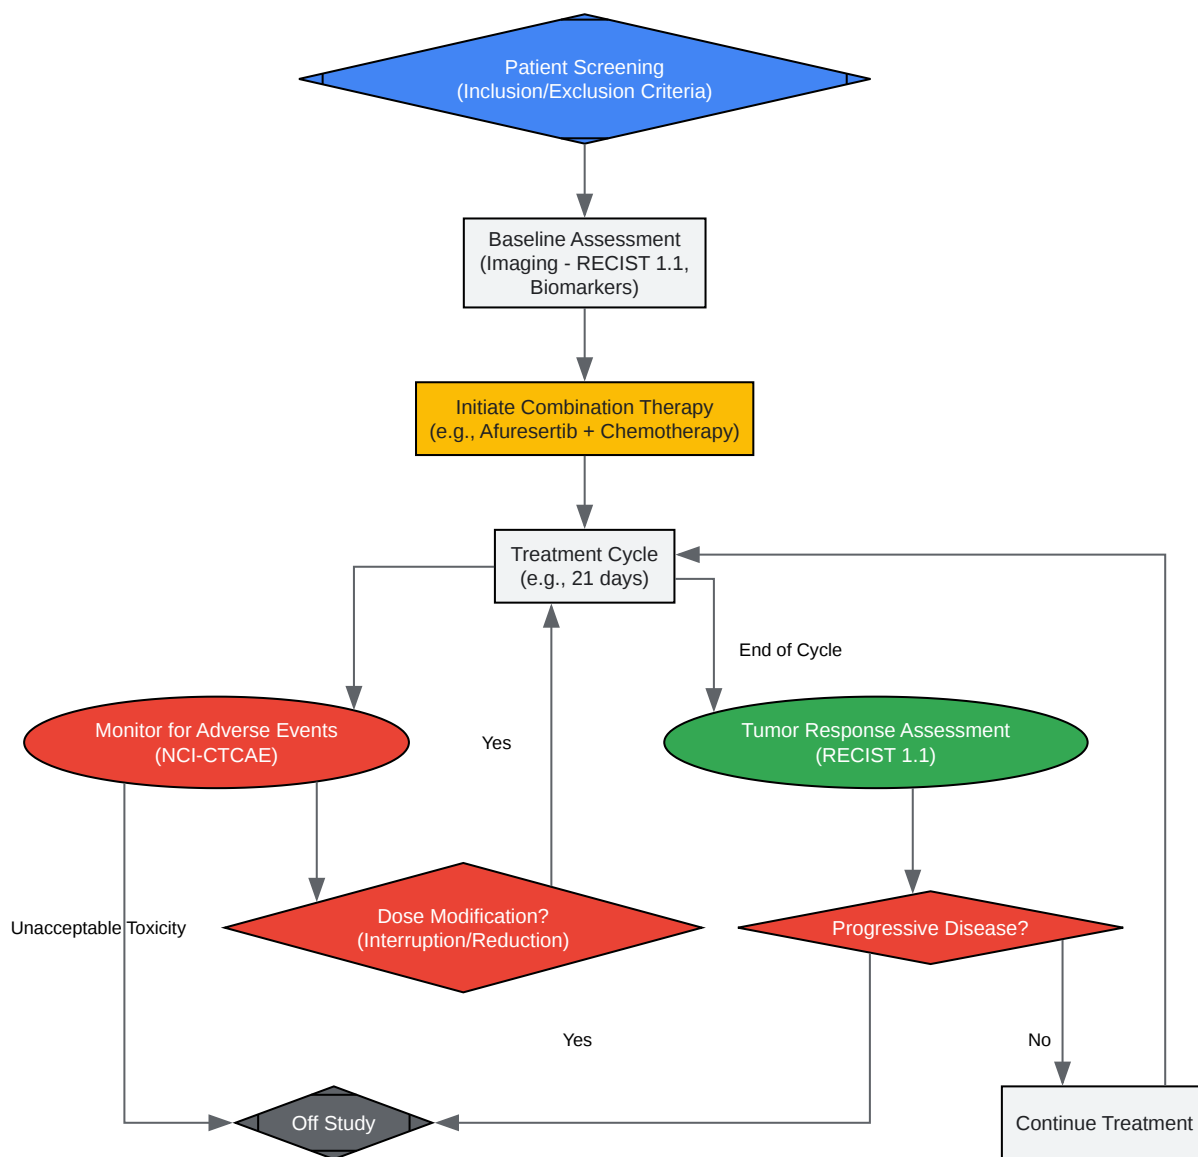 Patient Screening
(Inclusion/Exclusion Criteria)
Baseline Assessment
(Imaging - RECIST 1.1,
Biomarkers)
Initiate Combination Therapy
(e.g., Afuresertib + Chemotherapy)
Treatment Cycle
(e.g., 21 days)
End of Cycle
Monitor for Adverse Events
(NCI-CTCAE)
Yes
Tumor Response Assessment
(RECIST 1.1)
Unacceptable Toxicity
Dose Modification?
(Interruption/Reduction)
Progressive Disease?
Yes
No
Off Study
Continue Treatment